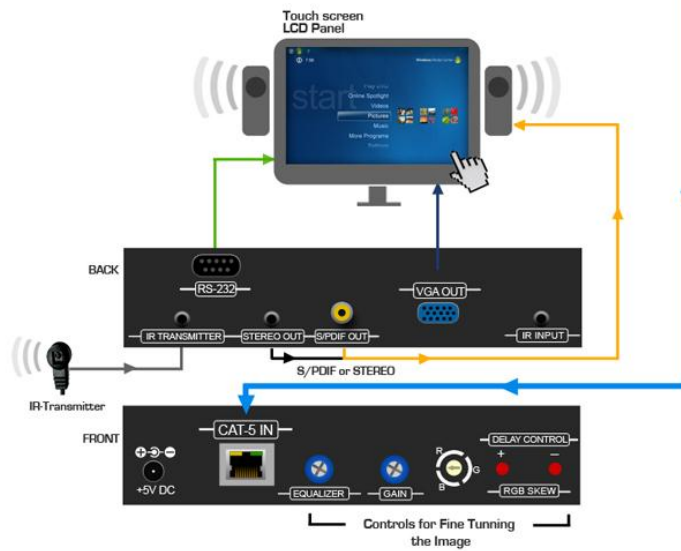 Touch screen
LCD Panel
start
Online Spotlight
Videos
Pictures
Music
More Programs
BACK
RS-232
VGA OUT
IR TRANSMITTER
STEREO OUT
S/PDIF OUT
IR INPUT
S/PDIF or STEREO
IR-Transmitter
FRONT
CAT-5 IN
DELAY CONTROL
+ −
R
G
B
+5V DC
EQUALIZER
GAIN
RGB SKEW
Controls for Fine Tunning
the Image